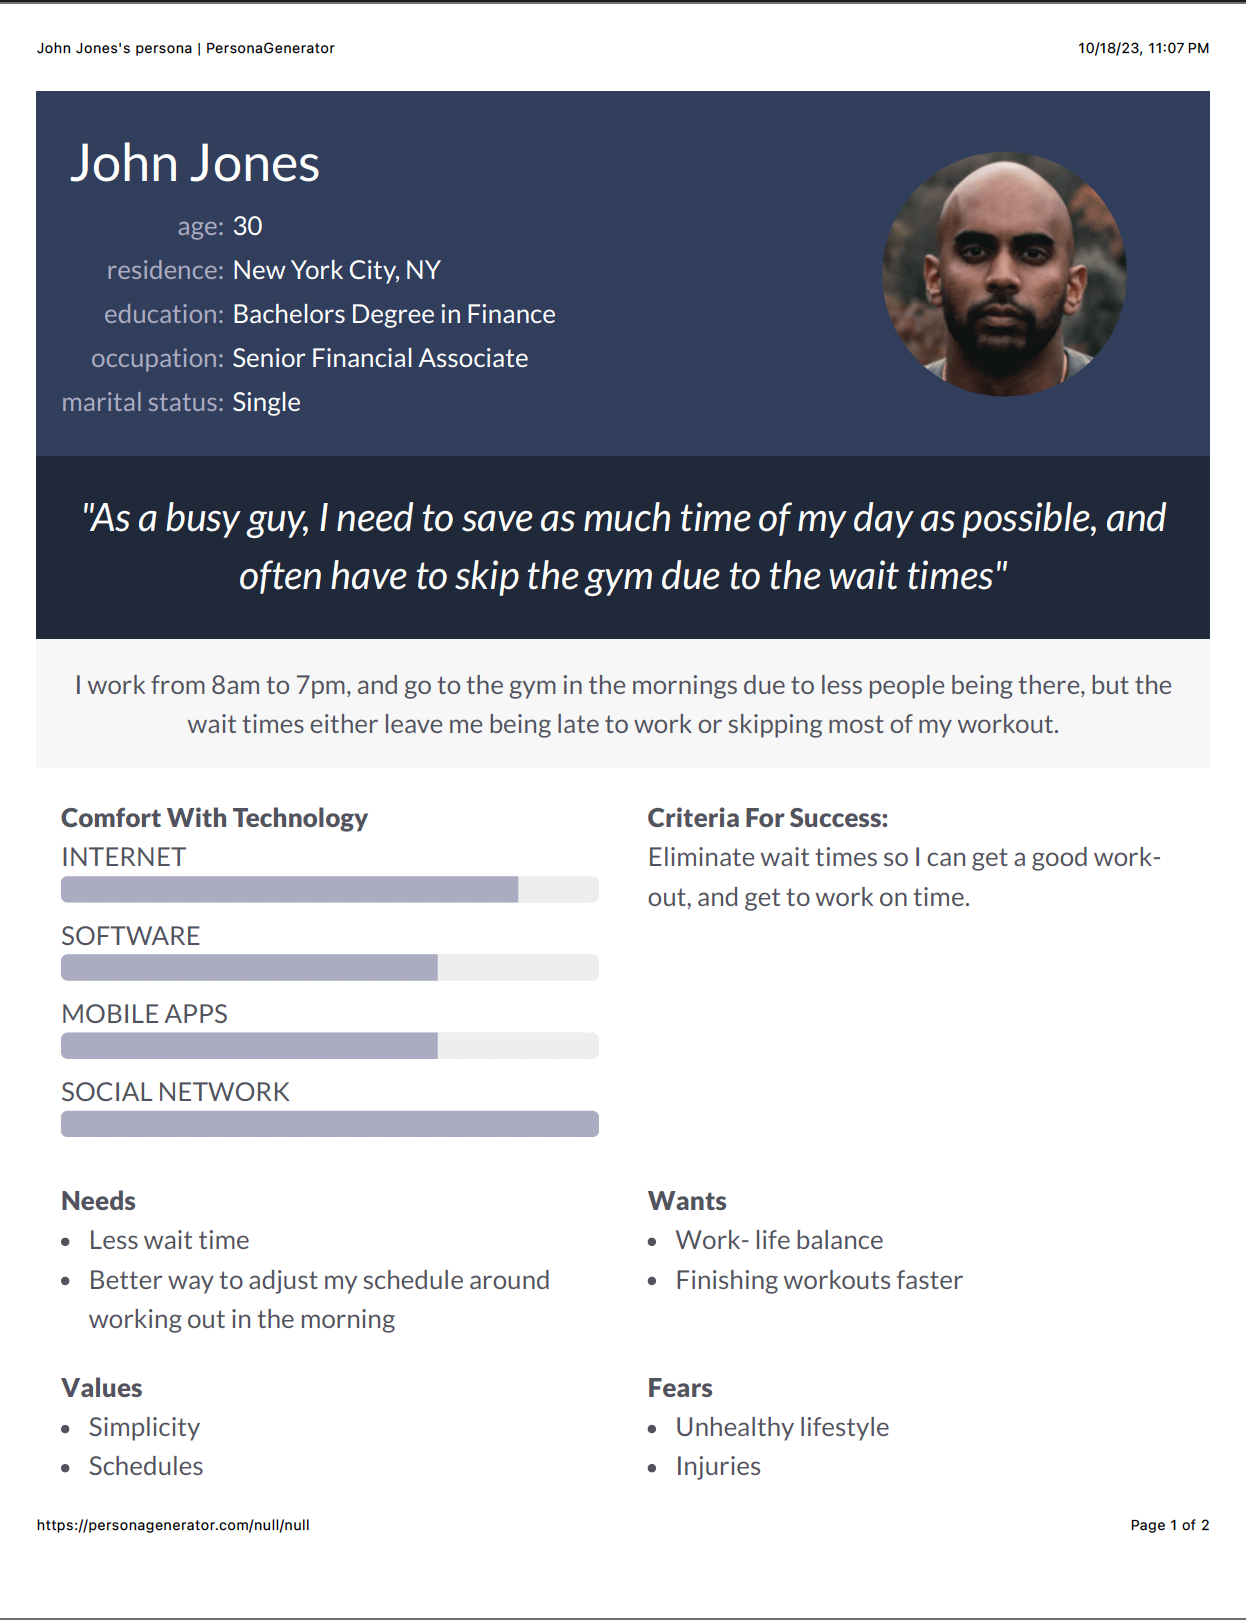 John Jones's persona | PersonaGenerator
10/18/23, 11:07 PM
John Jones
age: 30
residence: New York City, NY
education: Bachelors Degree in Finance
occupation: Senior Financial Associate
marital status: Single
"As a busy guy, I need to save as much time of my day as possible, and
often have to skip the gym due to the wait times"
I work from 8am to 7pm, and go to the gym in the mornings due to less people being there, but the
wait times either leave me being late to work or skipping most of my workout.
Comfort With Technology
INTERNET
SOFTWARE
MOBILE APPS
SOCIAL NETWORK
Criteria For Success:
Eliminate wait times so I can get a good work-
out, and get to work on time.
Needs
• Less wait time
• Better way to adjust my schedule around
working out in the morning
Wants
• Work- life balance
• Finishing workouts faster
Values
• Simplicity
• Schedules
Fears
• Unhealthy lifestyle
• Injuries
https://personagenerator.com/null/null
Page 1 of 2